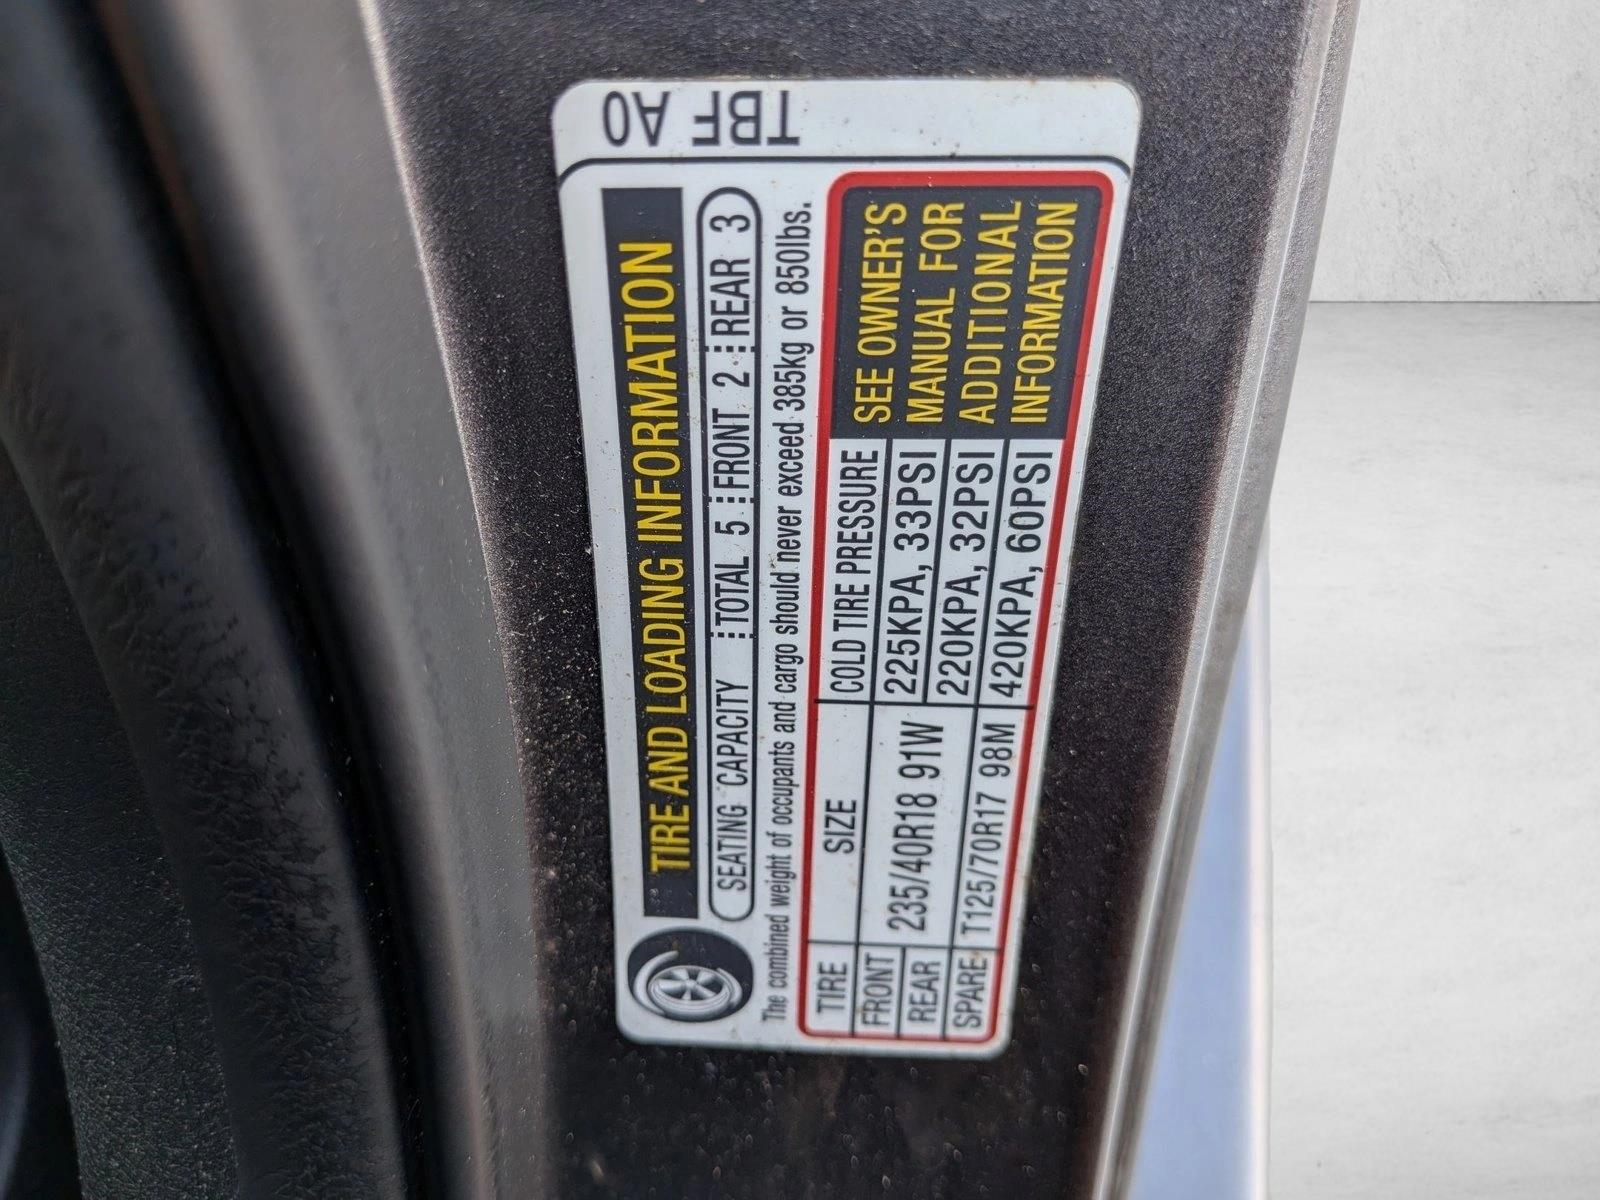 TBF A0
TIRE AND LOADING INFORMATION
SEATING CAPACITY TOTAL 5 FRONT 2 REAR 3
The combined weight of occupants and cargo should never exceed 385kg or 850lbs.
TIRE SIZE COLD TIRE PRESSURE
FRONT 235/40R18 91W 225KPA, 33PSI
REAR 220KPA, 32PSI
SPARE T125/70R17 98M 420KPA, 60PSI
SEE OWNER'S
MANUAL FOR
ADDITIONAL
INFORMATION